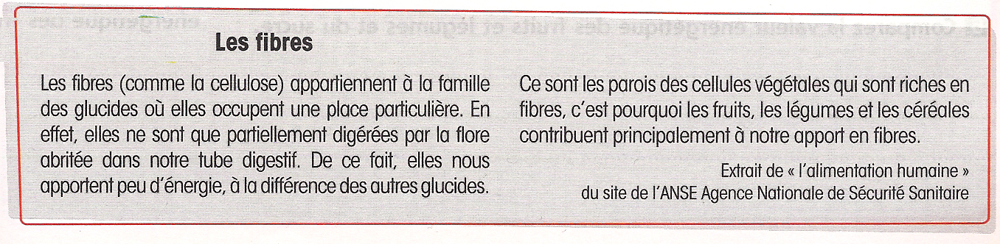 Les fibres
Les fibres (comme la cellulose) appartiennent à la famille
des glucides où elles occupent une place particulière. En
effet, elles ne sont que partiellement digérées par la flore
abritée dans notre tube digestif. De ce fait, elles nous
apportent peu d'énergie, à la différence des autres glucides.
Ce sont les parois des cellules végétales qui sont riches en
fibres, c'est pourquoi les fruits, les légumes et les céréales
contribuent principalement à notre apport en fibres.
Extrait de « l'alimentation humaine »
du site de l'ANSE Agence Nationale de Sécurité Sanitaire